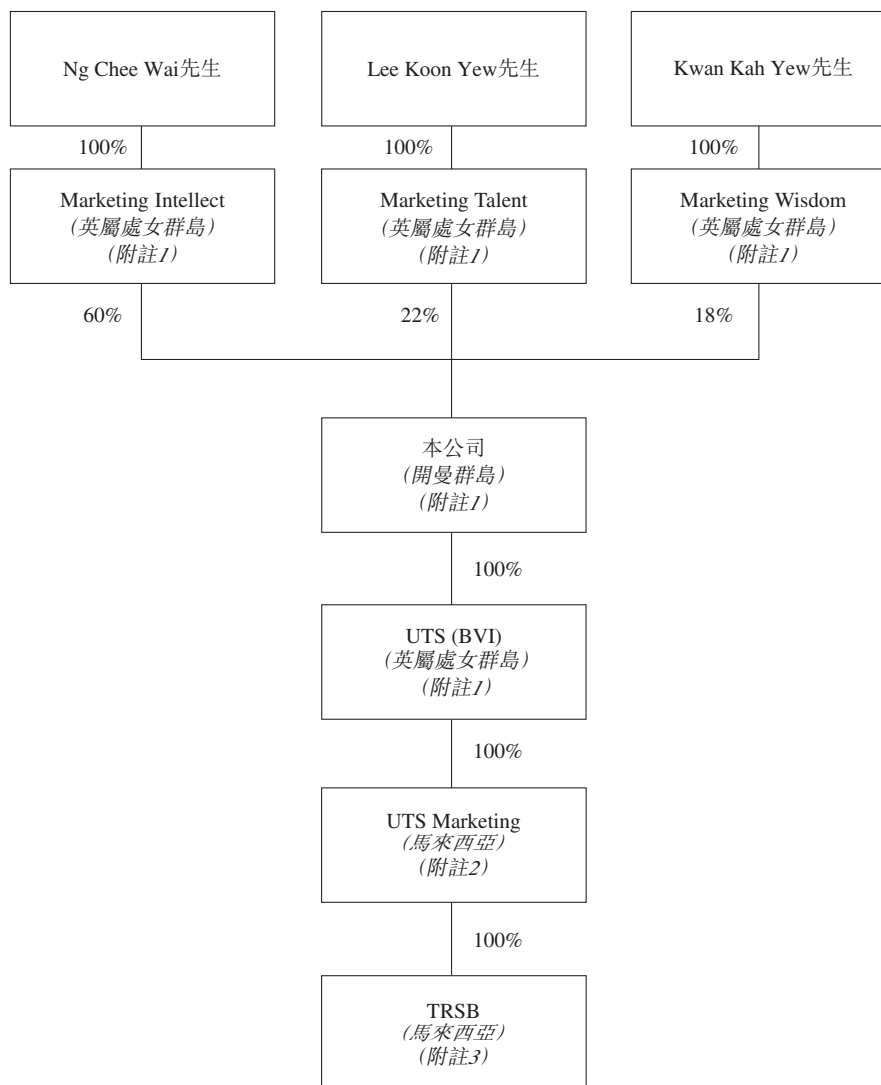 Ng Chee Wai先生
Lee Koon Yew先生
Kwan Kah Yew先生
100%
100%
100%
Marketing Intellect
（英屬處女群島）
（附註1）
Marketing Talent
（英屬處女群島）
（附註1）
Marketing Wisdom
（英屬處女群島）
（附註1）
60%
22%
18%
本公司
（開曼群島）
（附註1）
100%
UTS (BVI)
（英屬處女群島）
（附註1）
100%
UTS Marketing
（馬來西亞）
（附註2）
100%
TRSB
（馬來西亞）
（附註3）